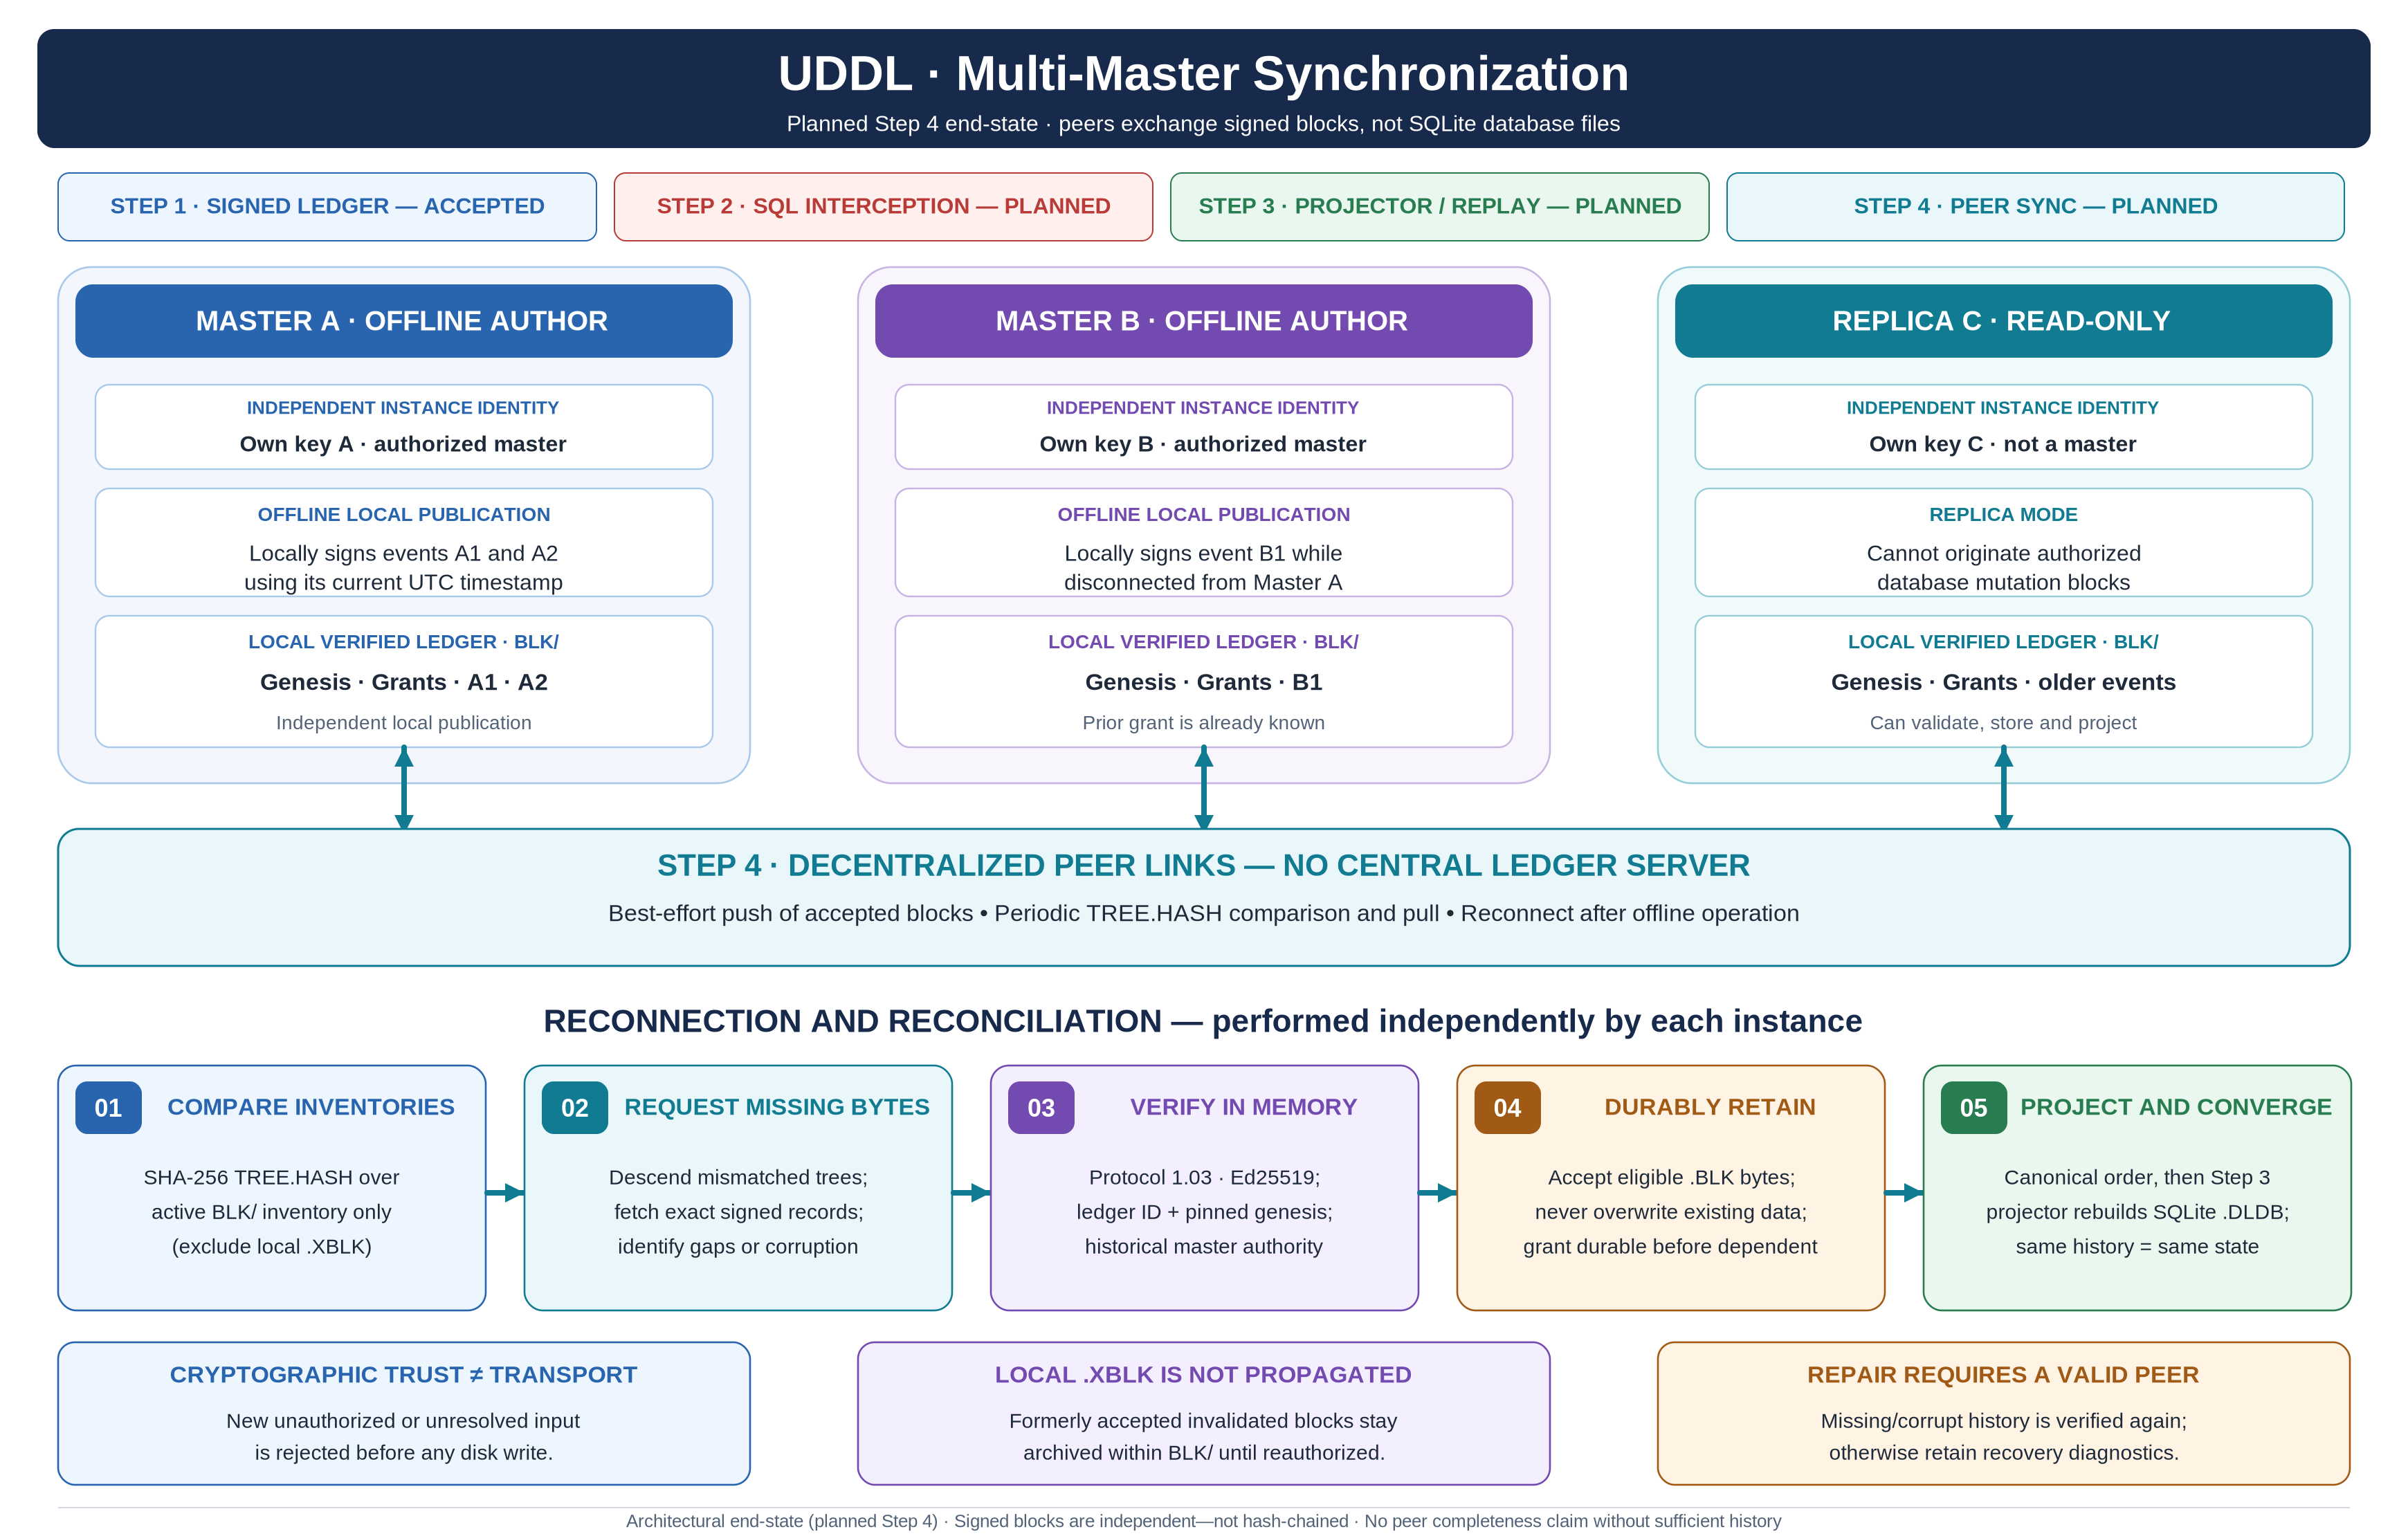 UDDL · Multi-Master Synchronization
Planned Step 4 end-state · peers exchange signed blocks, not SQLite database files
STEP 1 · SIGNED LEDGER — ACCEPTED
STEP 2 · SQL INTERCEPTION — PLANNED
STEP 3 · PROJECTOR / REPLAY — PLANNED
STEP 4 · PEER SYNC — PLANNED
MASTER A · OFFLINE AUTHOR
INDEPENDENT INSTANCE IDENTITY
Own key A · authorized master
OFFLINE LOCAL PUBLICATION
Locally signs events A1 and A2
using its current UTC timestamp
LOCAL VERIFIED LEDGER · BLK/
Genesis · Grants · A1 · A2
Independent local publication
MASTER B · OFFLINE AUTHOR
INDEPENDENT INSTANCE IDENTITY
Own key B · authorized master
OFFLINE LOCAL PUBLICATION
Locally signs event B1 while
disconnected from Master A
LOCAL VERIFIED LEDGER · BLK/
Genesis · Grants · B1
Prior grant is already known
REPLICA C · READ-ONLY
INDEPENDENT INSTANCE IDENTITY
Own key C · not a master
REPLICA MODE
Cannot originate authorized
database mutation blocks
LOCAL VERIFIED LEDGER · BLK/
Genesis · Grants · older events
Can validate, store and project
STEP 4 · DECENTRALIZED PEER LINKS — NO CENTRAL LEDGER SERVER
Best-effort push of accepted blocks • Periodic TREE.HASH comparison and pull • Reconnect after offline operation
RECONNECTION AND RECONCILIATION — performed independently by each instance
01 COMPARE INVENTORIES
SHA-256 TREE.HASH over
active BLK/ inventory only
(exclude local .XBLK)
02 REQUEST MISSING BYTES
Descend mismatched trees;
fetch exact signed records;
identify gaps or corruption
03 VERIFY IN MEMORY
Protocol 1.03 · Ed25519;
ledger ID + pinned genesis;
historical master authority
04 DURABLY RETAIN
Accept eligible .BLK bytes;
never overwrite existing data;
grant durable before dependent
05 PROJECT AND CONVERGE
Canonical order, then Step 3
projector rebuilds SQLite .DLDB;
same history = same state
CRYPTOGRAPHIC TRUST ≠ TRANSPORT
New unauthorized or unresolved input
is rejected before any disk write.
LOCAL .XBLK IS NOT PROPAGATED
Formerly accepted invalidated blocks stay
archived within BLK/ until reauthorized.
REPAIR REQUIRES A VALID PEER
Missing/corrupt history is verified again;
otherwise retain recovery diagnostics.
Architectural end-state (planned Step 4) · Signed blocks are independent—not hash-chained · No peer completeness claim without sufficient history